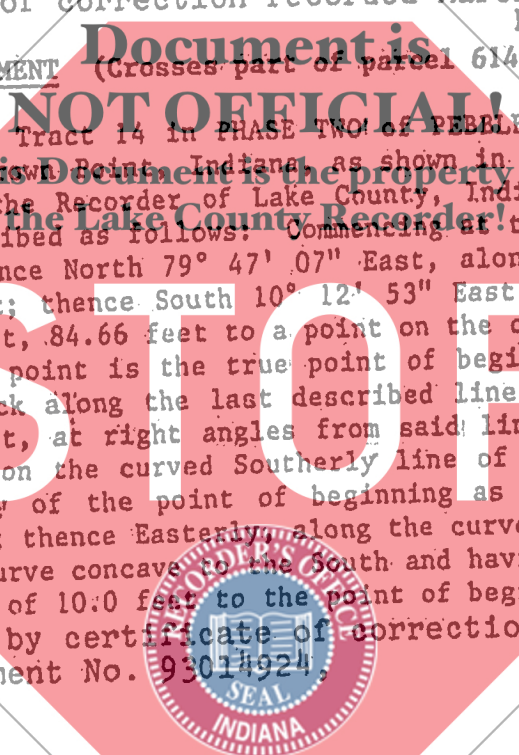 of correction recorded
Document is
MENT (Crosses part of parcel 614
NOT OFFICIAL!
Tract 14 in PHASE TWO of PEBBLE
is Document is the property
own Point, Indiana, as shown in
the Recorder of Lake County, Indi
the Lake County Recorder!
ibed as follows: Commencing at t
nce North 79° 47' 07" East, alon
t; thence South 10° 12' 53" East
STOP
t, 84.66 feet to a point on the c
point is the true point of begi
ck along the last described line
t, at right angles from said lin
on the curved Southerly line of
y of the point of beginning as
thence Easterly, along the curve
urve concave to the South and havi
of 10.0 feet to the point of beg
by certificate of correctio
ment No. 93014924,
RECORDER'S OFFICE
SEAL
INDIANA